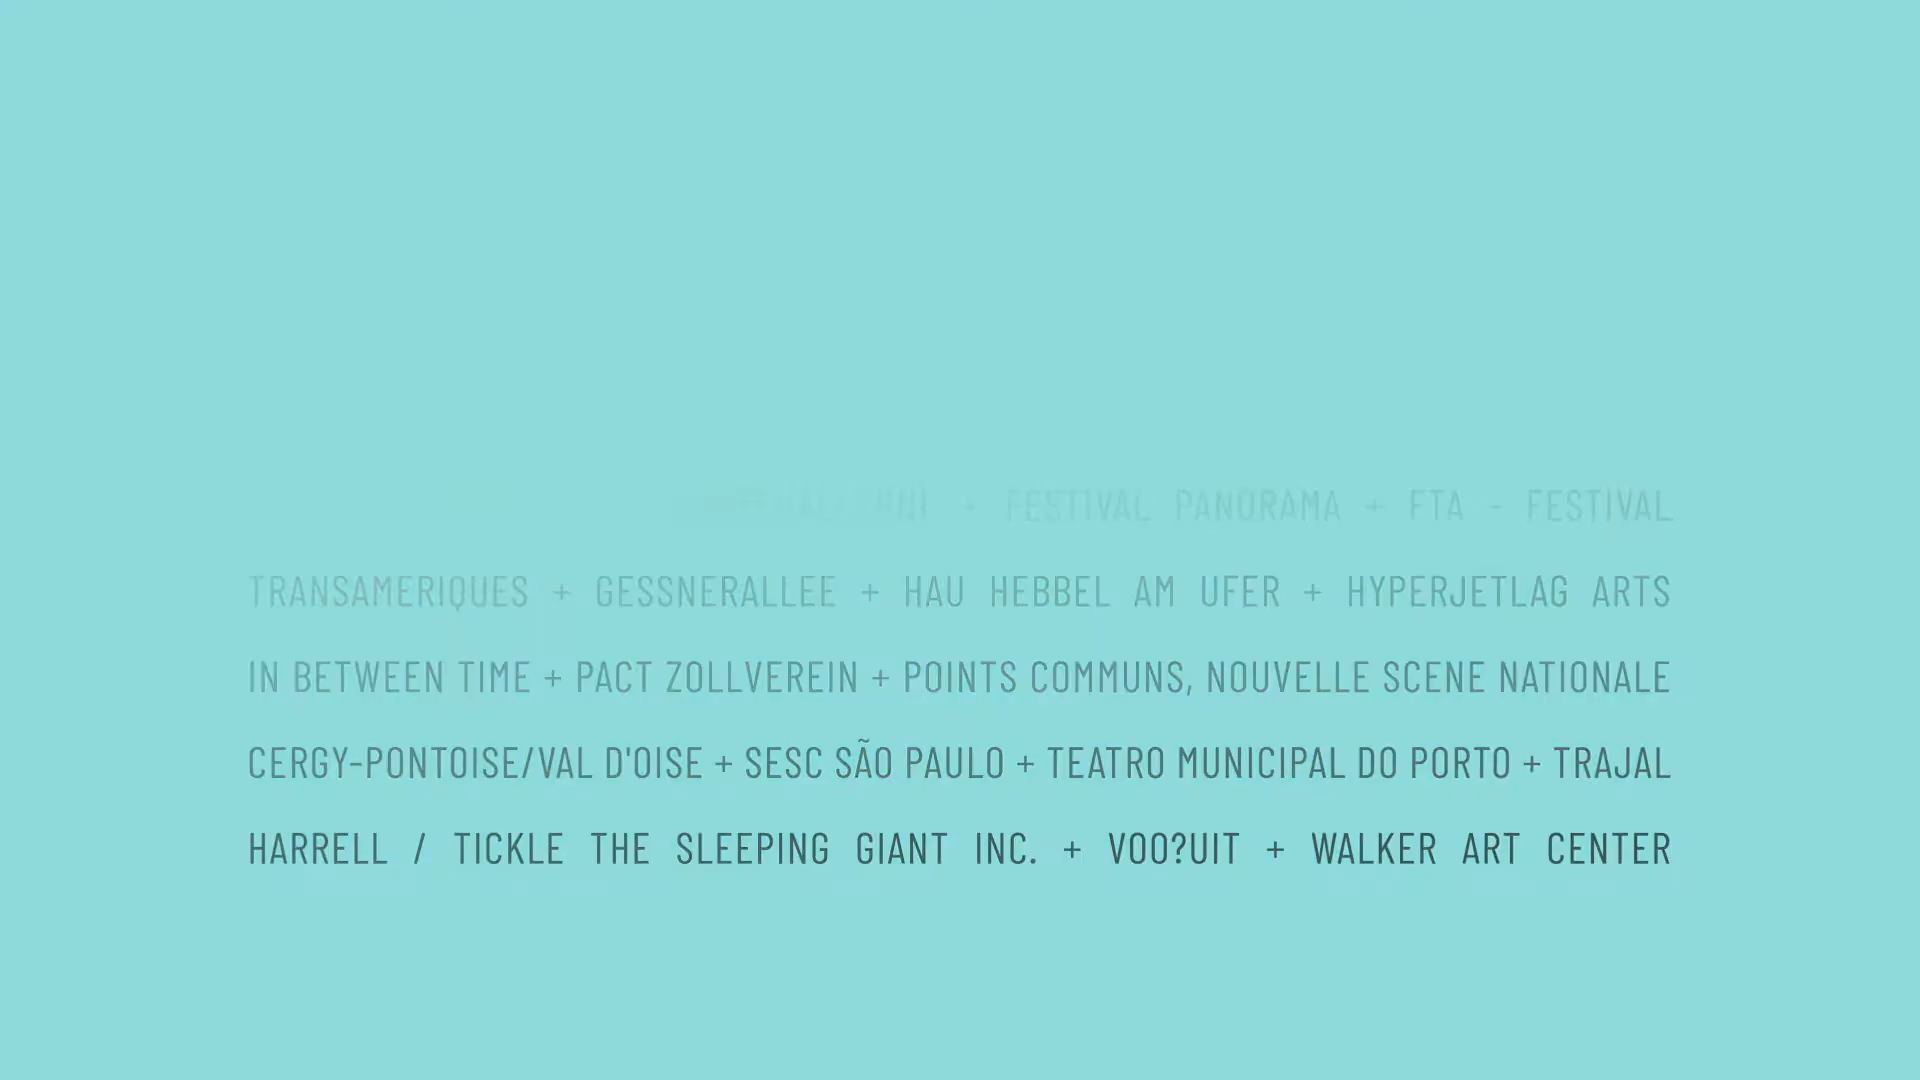 + FESTIVAL PANORAMA + FTA - FESTIVAL
TRANSAMERIQUES + GESSNERALLEE + HAU HEBBEL AM UFER + HYPERJETLAG ARTS
IN BETWEEN TIME + PACT ZOLLVEREIN + POINTS COMMUNS, NOUVELLE SCENE NATIONALE
CERGY-PONTOISE/VAL D'OISE + SESC SÃO PAULO + TEATRO MUNICIPAL DO PORTO + TRAJAL
HARRELL / TICKLE THE SLEEPING GIANT INC. + VOO?UIT + WALKER ART CENTER